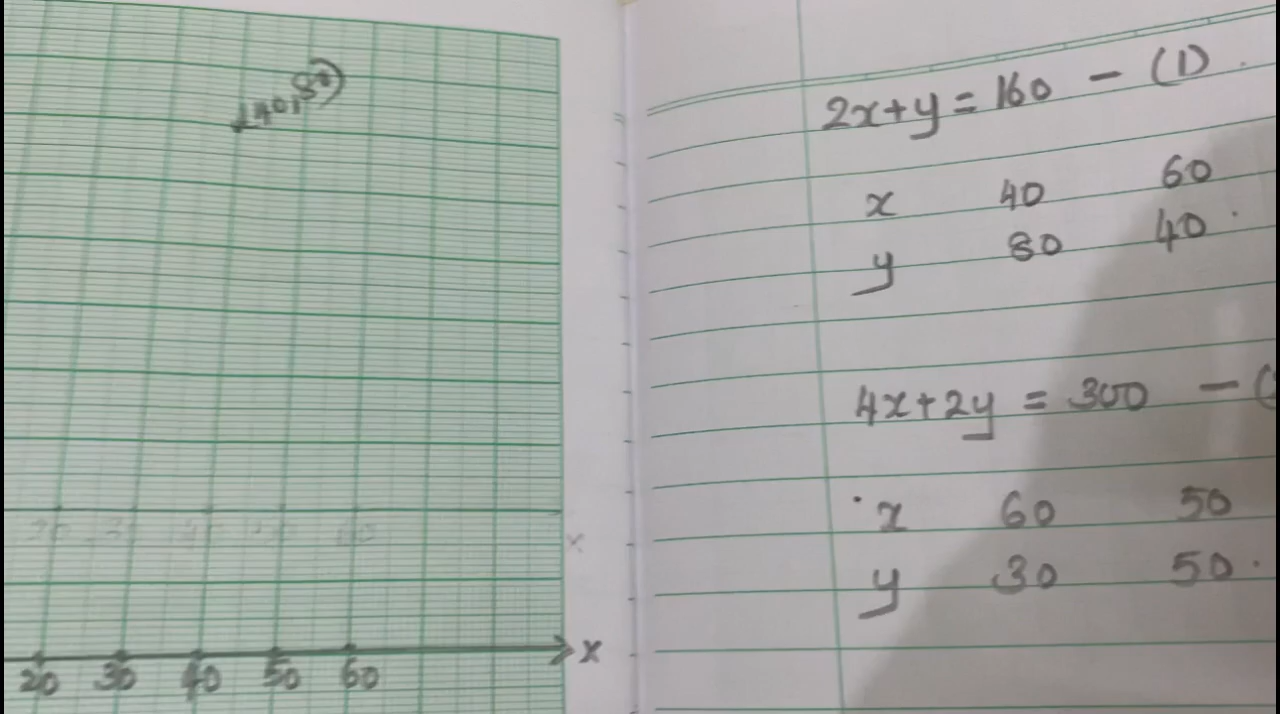 (40,80)
20 30 40 50 60 x
2x+y = 160 - (1).
x 40 60
y 80 40.
4x+2y = 300 - (
x 60 50
y 30 50.